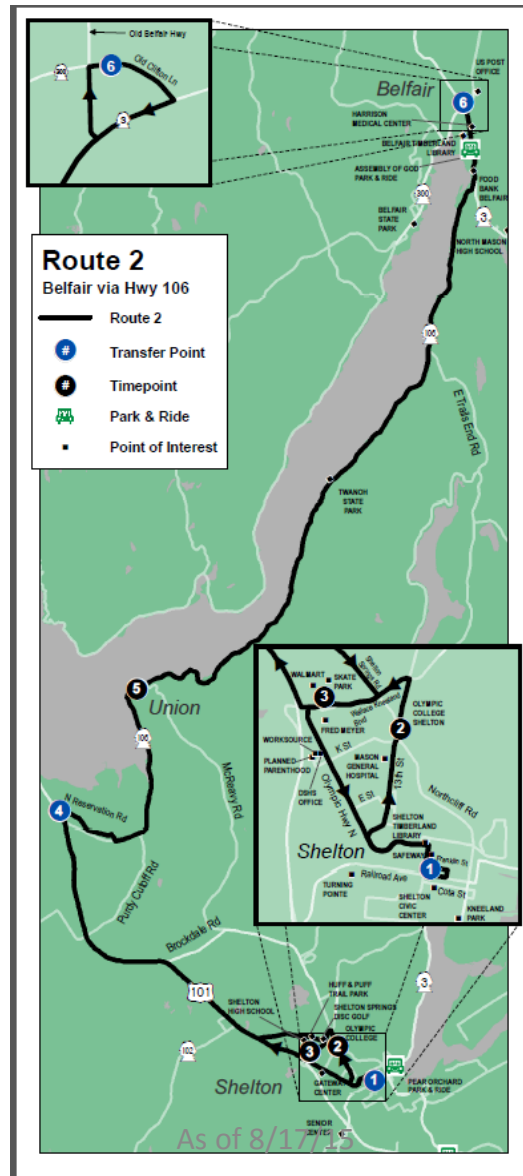 Old Belfair Hwy
6
Old Clifton Ln
300
3
US POST
OFFICE
Belfair
6
HARRISON
MEDICAL CENTER
BELFAIR TIMBERLAND
LIBRARY
ASSEMBLY OF GOD
PARK & RIDE
FOOD
BANK
BELFAIR
300
BELFAIR
STATE
PARK
3
NORTH MASON
HIGH SCHOOL
Route 2
Belfair via Hwy 106
Route 2
# Transfer Point
# Timepoint
Park & Ride
Point of Interest
106
E Trails End Rd
TWANOH
STATE
PARK
5
Union
106
McReavy Rd
4
N Reservation Rd
Purdy Cutoff Rd
Brockdale Rd
101
WALMART
SKATE
PARK
Shelton
Springs Rd
3
Wallace Kneeland
Blvd
FRED MEYER
2
OLYMPIC
COLLEGE
SHELTON
WORKSOURCE
K St
PLANNED
PARENTHOOD
MASON
GENERAL
HOSPITAL
DSHS
OFFICE
Olympic Hwy N
E St
13th St
Northcliff Rd
SHELTON
TIMBERLAND
LIBRARY
Shelton
SAFEWAY
1
Railroad Ave
Cota St
TURNING
POINTE
SHELTON
CIVIC
CENTER
KNEELAND
PARK
3
HUFF & PUFF
TRAIL PARK
SHELTON
HIGH SCHOOL
SHELTON SPRINGS
DISC GOLF
OLYMPIC
COLLEGE
102
3
2
1
Shelton
GATEWAY
CENTER
PEAR ORCHARD
PARK & RIDE
SENIOR
CENTER
As of 8/17/15